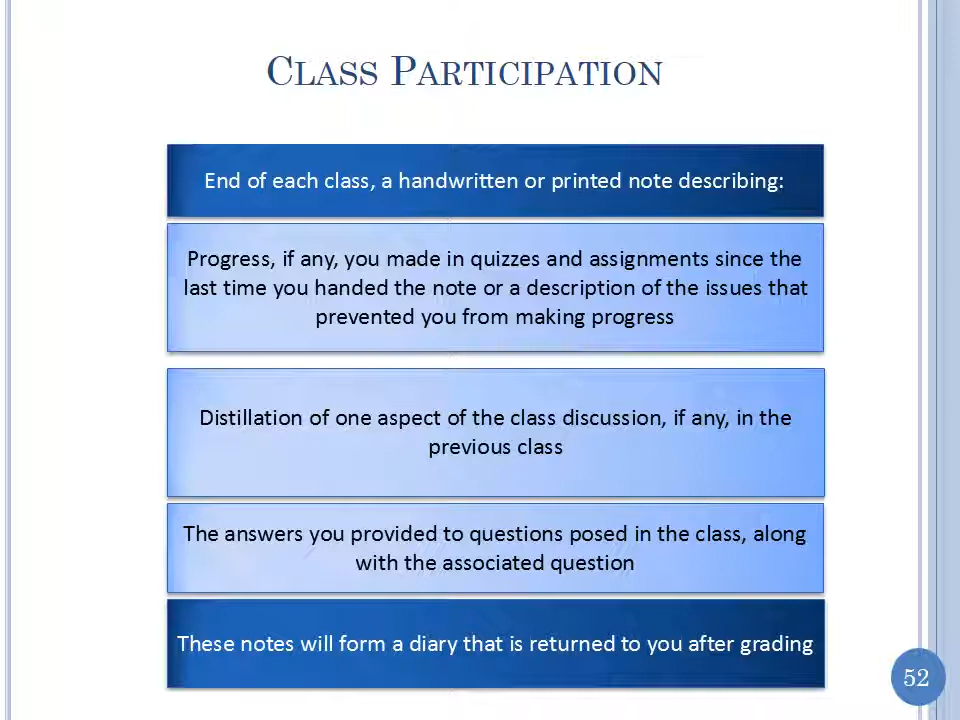 CLASS PARTICIPATION
End of each class, a handwritten or printed note describing:
Progress, if any, you made in quizzes and assignments since the
last time you handed the note or a description of the issues that
prevented you from making progress
Distillation of one aspect of the class discussion, if any, in the
previous class
The answers you provided to questions posed in the class, along
with the associated question
These notes will form a diary that is returned to you after grading
52